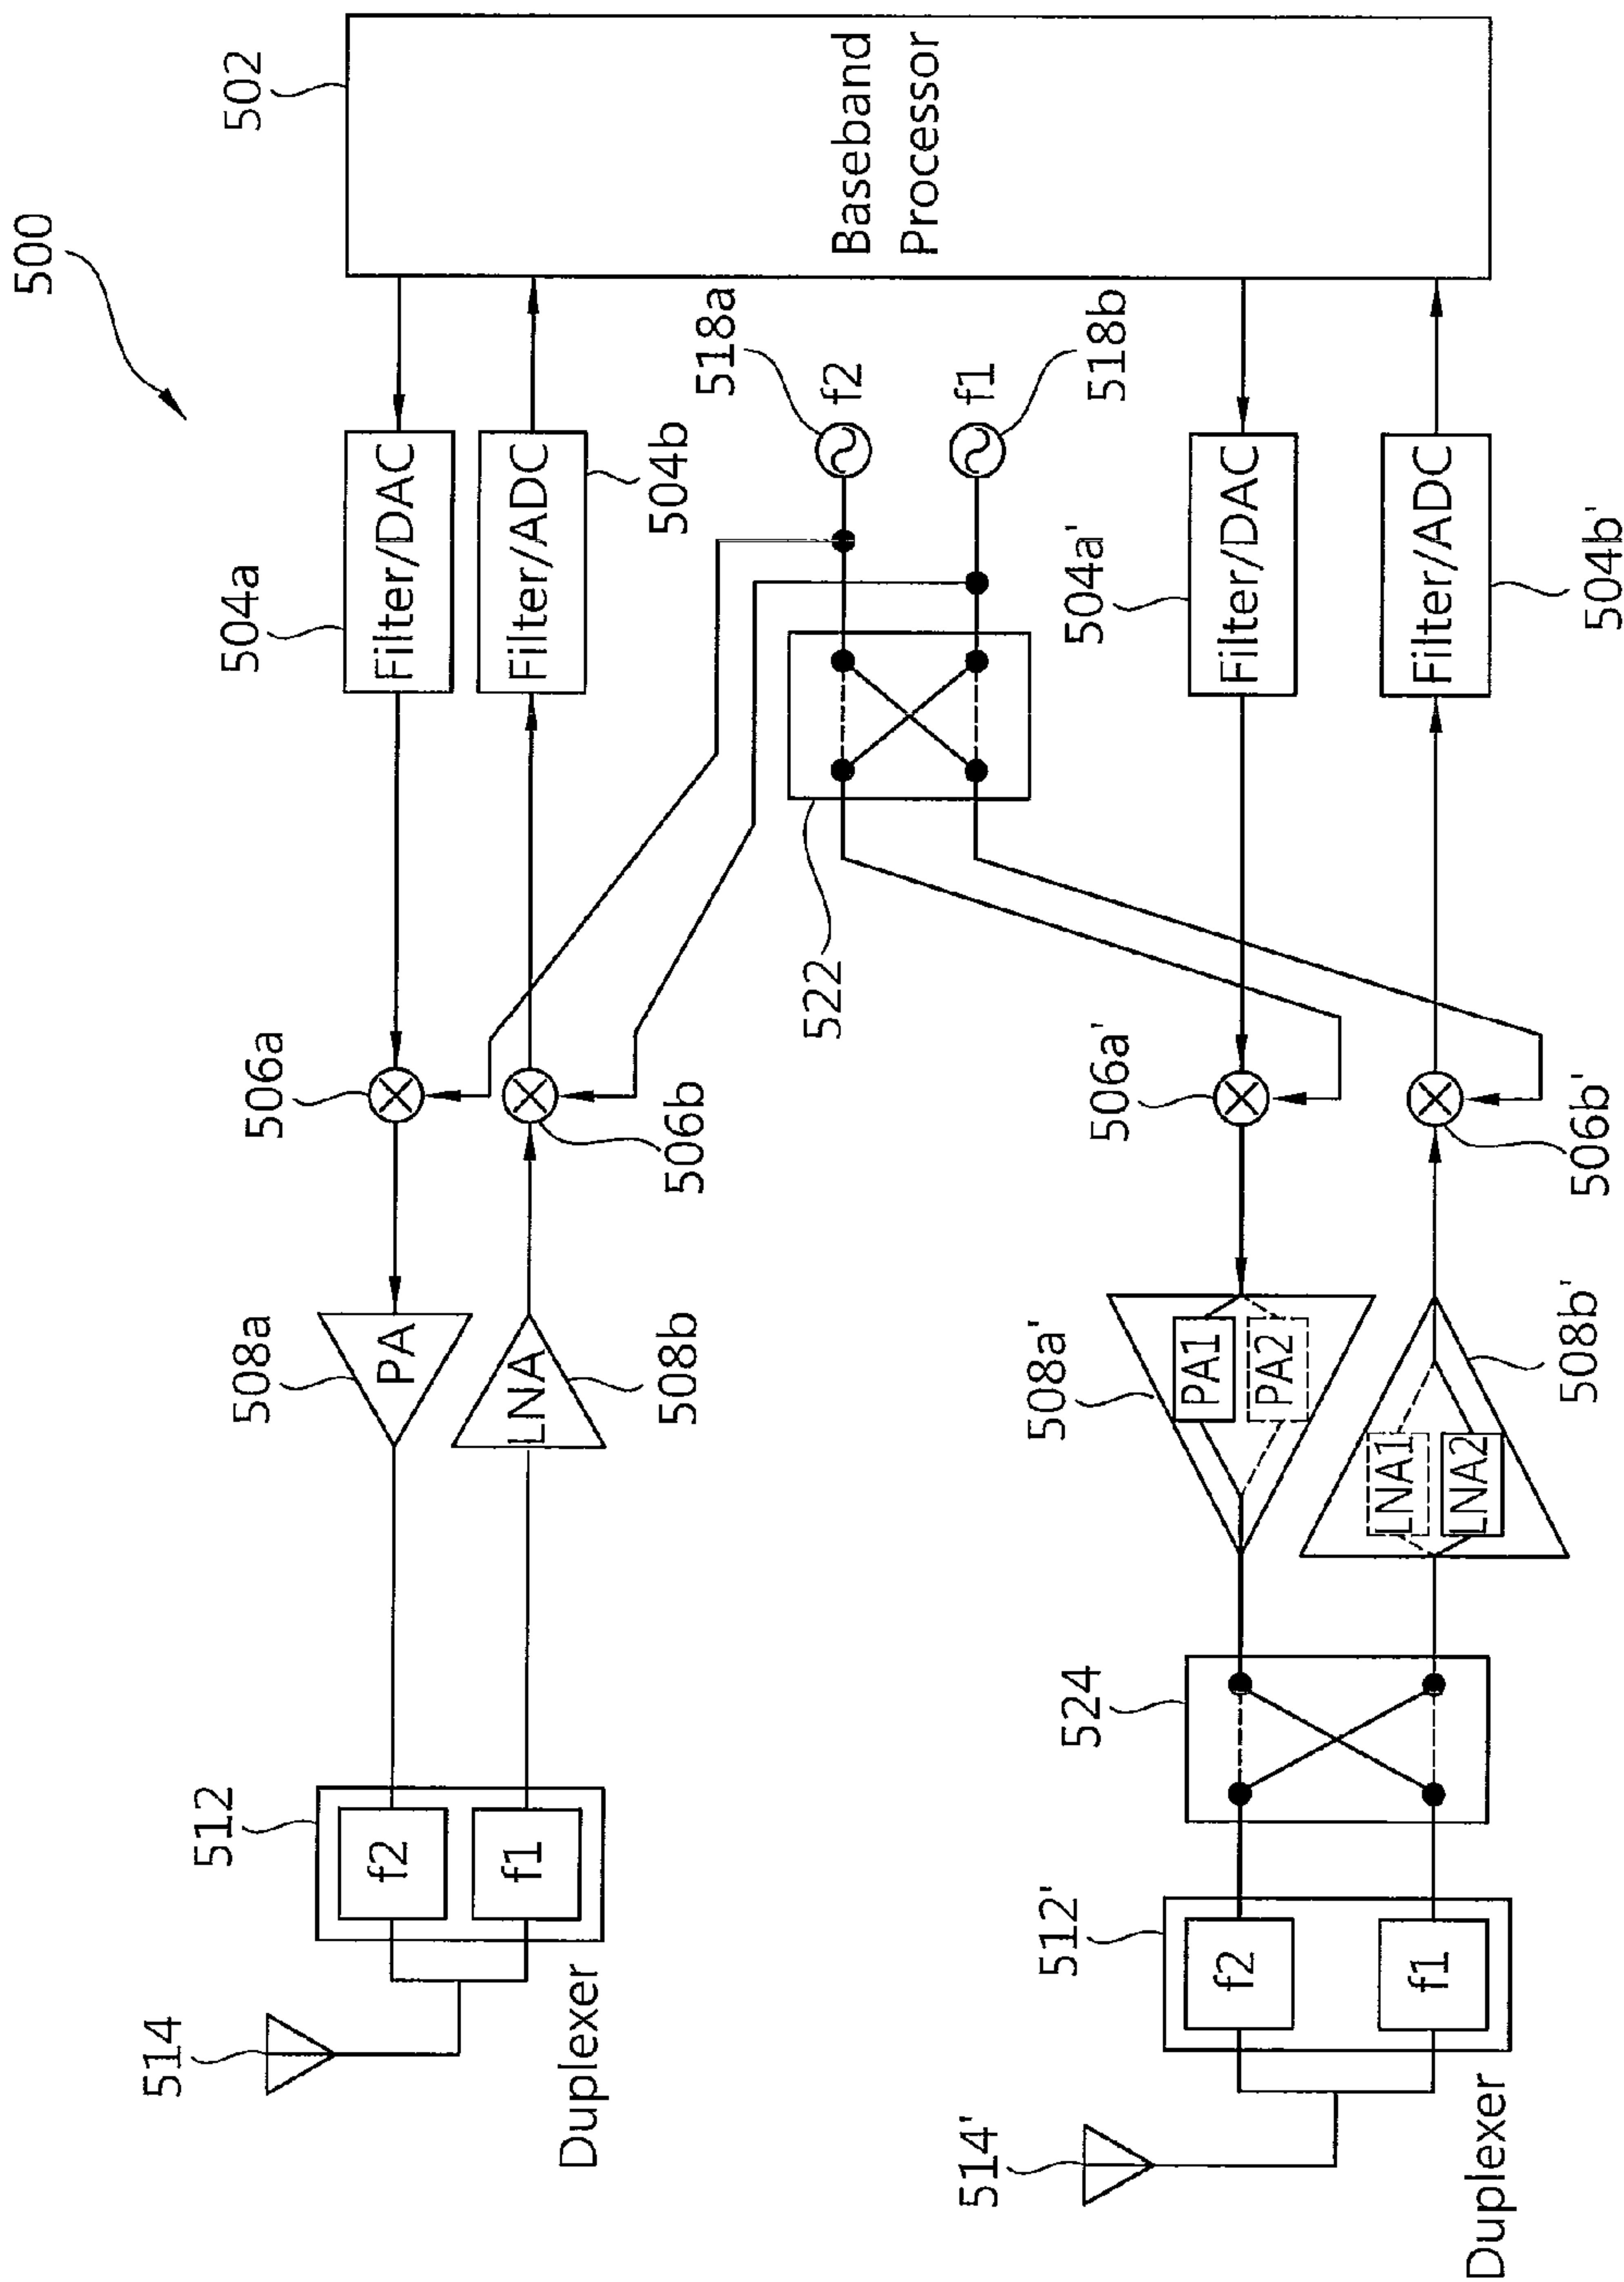 500
502
Baseband
Processor
504a
Filter/DAC
Filter/ADC
504b
506a
506b
508a
PA
LNA
508b
512
f2
f1
514
Duplexer
518a
f2
f1
518b
522
504a'
Filter/DAC
Filter/ADC
504b'
506a'
506b'
508a'
PA1
PA2
LNA1
LNA2
508b'
524
512'
f2
f1
514'
Duplexer